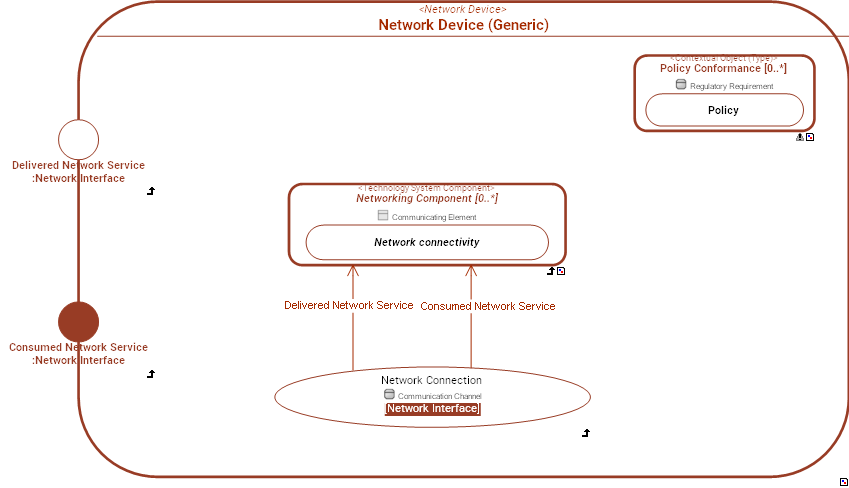 <Network Device>
Network Device (Generic)
<Contextual Object (Type)>
Policy Conformance [0..*]
Regulatory Requirement
Policy
Delivered Network Service
:Network Interface
<Technology System Component>
Networking Component [0..*]
Communicating Element
Network connectivity
Delivered Network Service
Consumed Network Service
Consumed Network Service
:Network Interface
Network Connection
Communication Channel
[Network Interface]